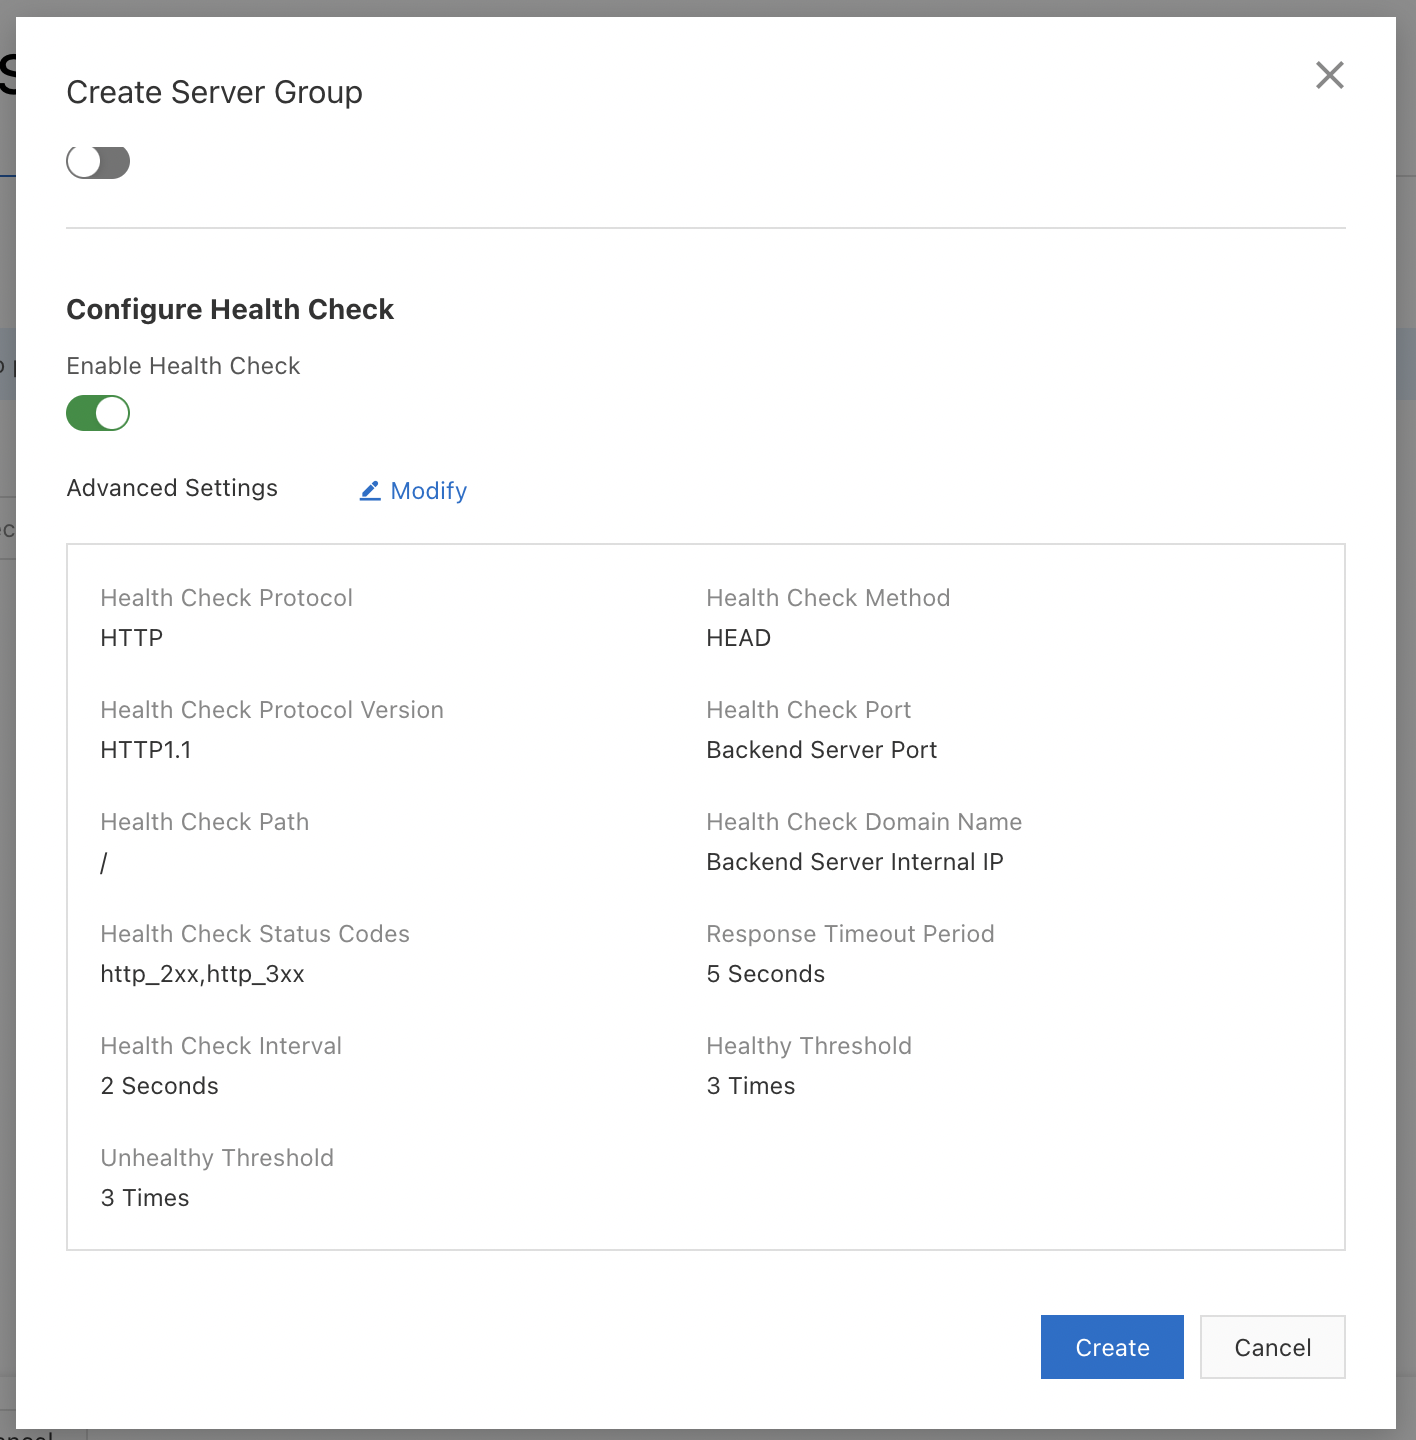 Create Server Group
Configure Health Check
Enable Health Check
Advanced Settings
Modify
Health Check Protocol
HTTP
Health Check Method
HEAD
Health Check Protocol Version
HTTP1.1
Health Check Port
Backend Server Port
Health Check Path
/
Health Check Domain Name
Backend Server Internal IP
Health Check Status Codes
http_2xx,http_3xx
Response Timeout Period
5 Seconds
Health Check Interval
2 Seconds
Healthy Threshold
3 Times
Unhealthy Threshold
3 Times
Create
Cancel